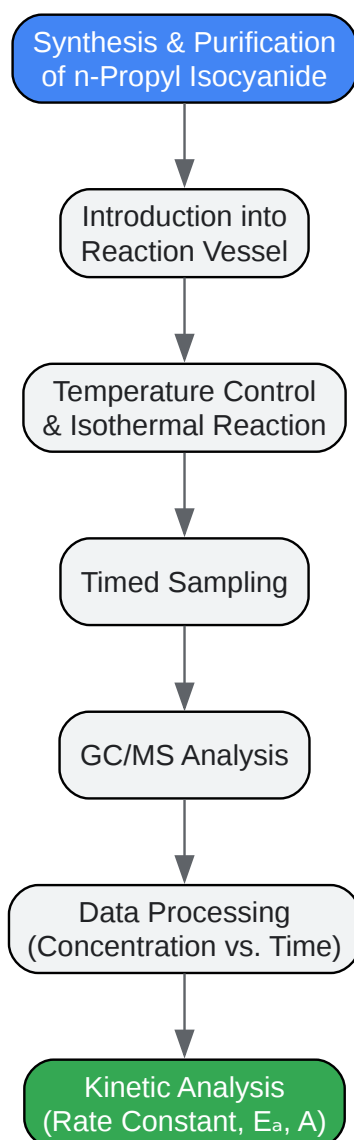 Synthesis & Purification
of n-Propyl Isocyanide
Introduction into
Reaction Vessel
Temperature Control
& Isothermal Reaction
Timed Sampling
GC/MS Analysis
Data Processing
(Concentration vs. Time)
Kinetic Analysis
(Rate Constant, Eₐ, A)